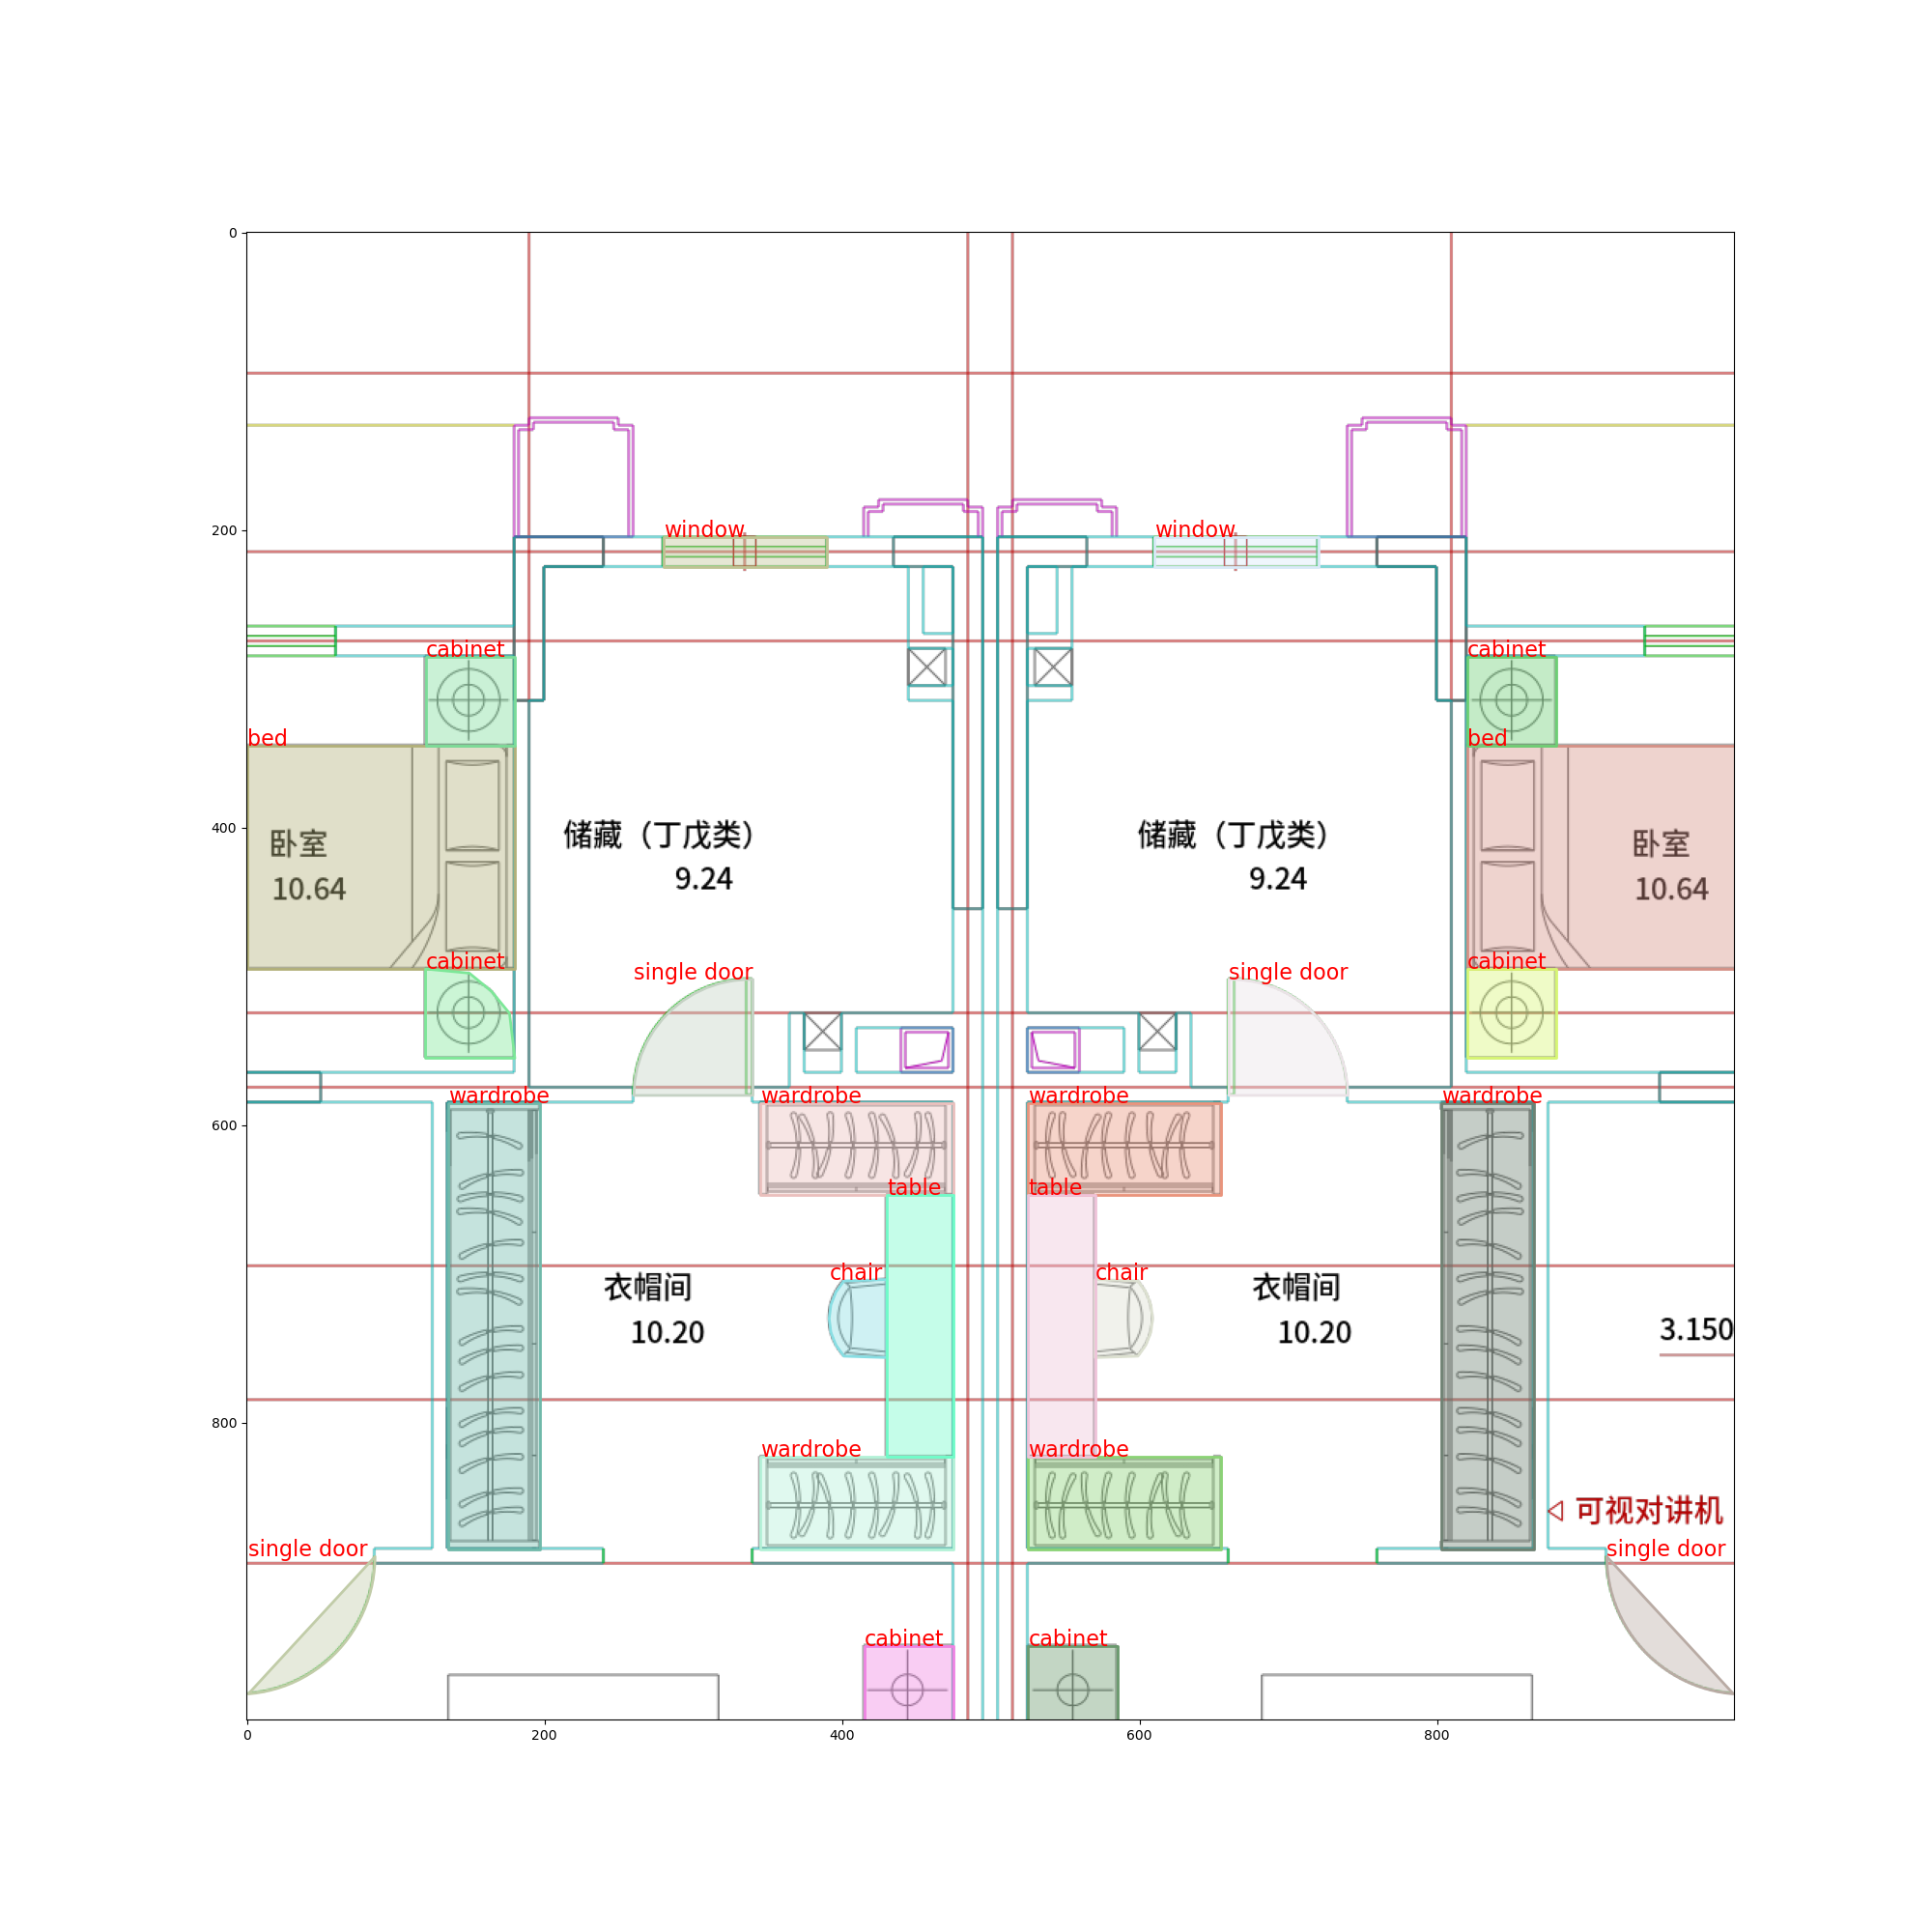 0
200
window
window
cabinet
cabinet
bed
bed
400
卧室
10.64
储藏（丁戊类）
9.24
储藏（丁戊类）
9.24
卧室
10.64
cabinet
single door
single door
cabinet
600
wardrobe
wardrobe
wardrobe
wardrobe
table
table
chair
chair
衣帽间
10.20
衣帽间
10.20
3.150
800
wardrobe
wardrobe
可视对讲机
single door
single door
cabinet
cabinet
0
200
400
600
800